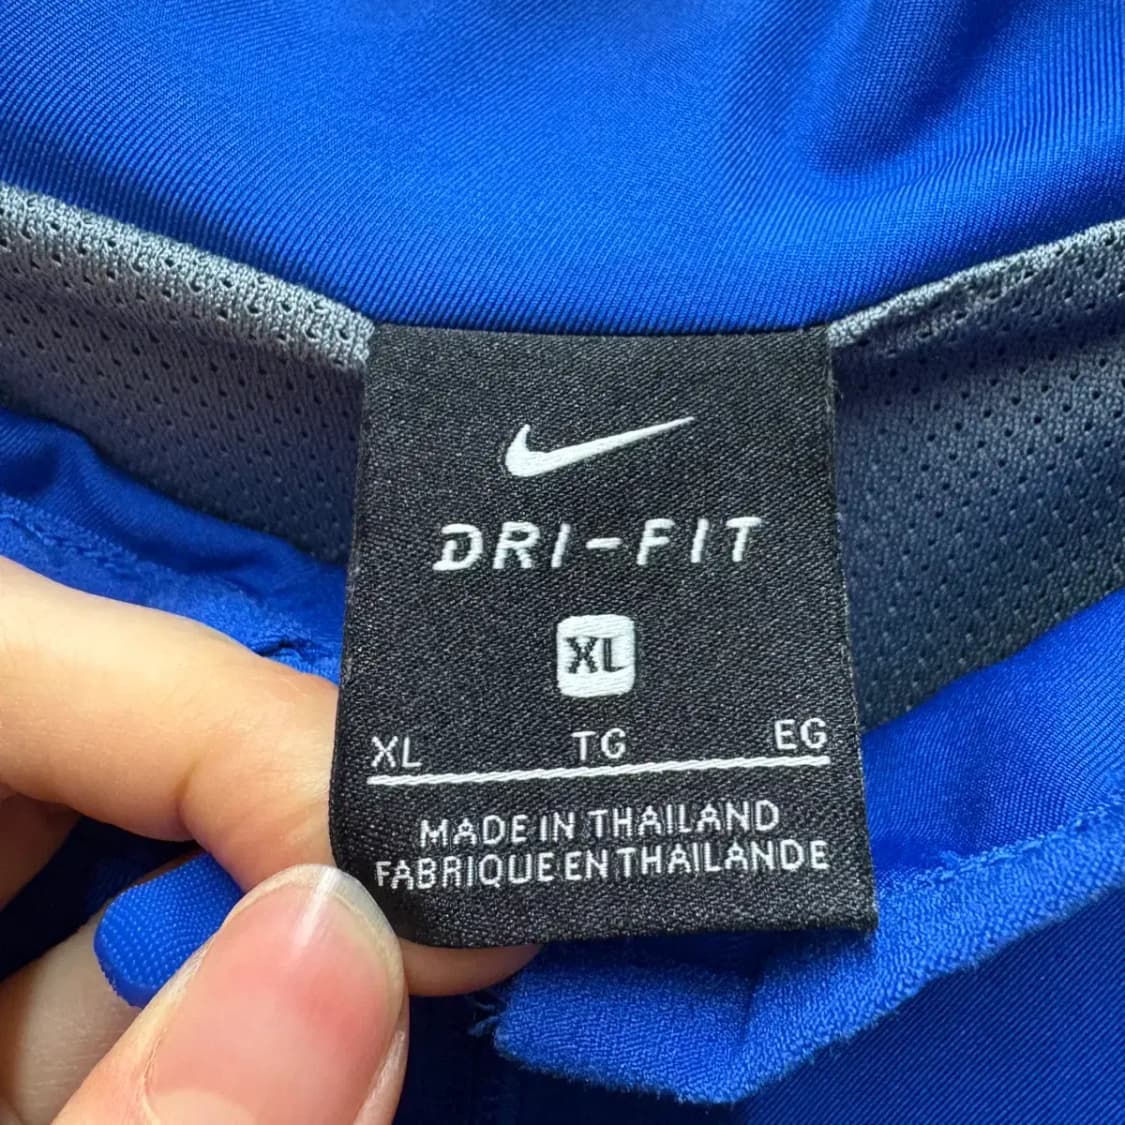 DRI-FIT
XL
XL TG EG
MADE IN THAILAND
FABRIQUE EN THAILANDE